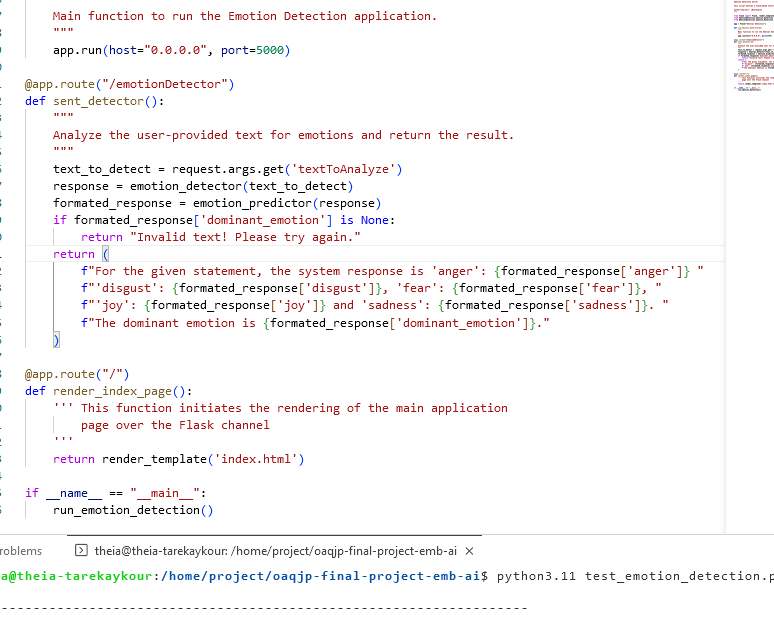 Main function to run the Emotion Detection application.
"""
app.run(host="0.0.0.0", port=5000)
@app.route("/emotionDetector")
def sent_detector():
"""
Analyze the user-provided text for emotions and return the result.
"""
text_to_detect = request.args.get('textToAnalyze')
response = emotion_detector(text_to_detect)
formated_response = emotion_predictor(response)
if formated_response['dominant_emotion'] is None:
return "Invalid text! Please try again."
return (
f"For the given statement, the system response is 'anger': {formated_response['anger']} "
f"'disgust': {formated_response['disgust']}, 'fear': {formated_response['fear']}, "
f"'joy': {formated_response['joy']} and 'sadness': {formated_response['sadness']}. "
f"The dominant emotion is {formated_response['dominant_emotion']}."
)
@app.route("/")
def render_index_page():
''' This function initiates the rendering of the main application
page over the Flask channel
'''
return render_template('index.html')
if __name__ == "__main__":
run_emotion_detection()
roblems theia@theia-tarekaykour: /home/project/oaqjp-final-project-emb-ai ×
a@theia-tarekaykour:/home/project/oaqjp-final-project-emb-ai$ python3.11 test_emotion_detection.p
------------------------------------------------------------------